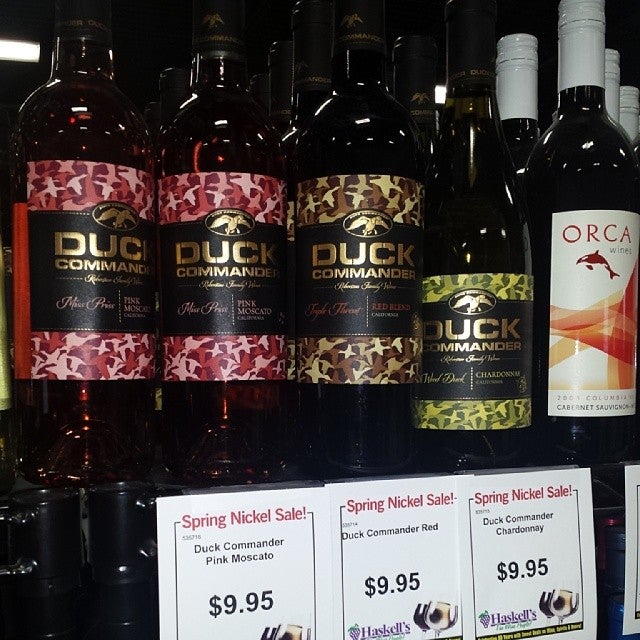 DUCK
COMMANDER
Robertson Family Wines
Miss Priss
PINK
MOSCATO
CALIFORNIA
DUCK
COMMANDER
Robertson Family Wines
Miss Priss
PINK
MOSCATO
CALIFORNIA
DUCK
COMMANDER
Robertson Family Wines
Triple Threat
RED BLEND
CALIFORNIA
DUCK
COMMANDER
Robertson Family Wines
Wood Duck
CHARDONNAY
CALIFORNIA
ORCA
wines
COLUMBIA
CABERNET SAUVIGNON
Spring Nickel Sale!
Duck Commander
Pink Moscato
$9.95
Spring Nickel Sale!
Duck Commander Red
$9.95
Haskell's
Spring Nickel Sale!
Duck Commander
Chardonnay
$9.95
Haskell's